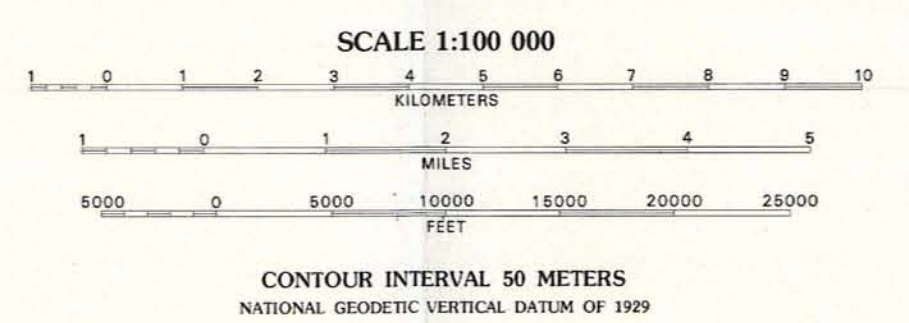 SCALE 1:100 000
1 0 1 2 3 4 5 6 7 8 9 10
KILOMETERS
1 0 1 2 3 4 5
MILES
5000 0 5000 10000 15000 20000 25000
FEET
CONTOUR INTERVAL 50 METERS
NATIONAL GEODETIC VERTICAL DATUM OF 1929